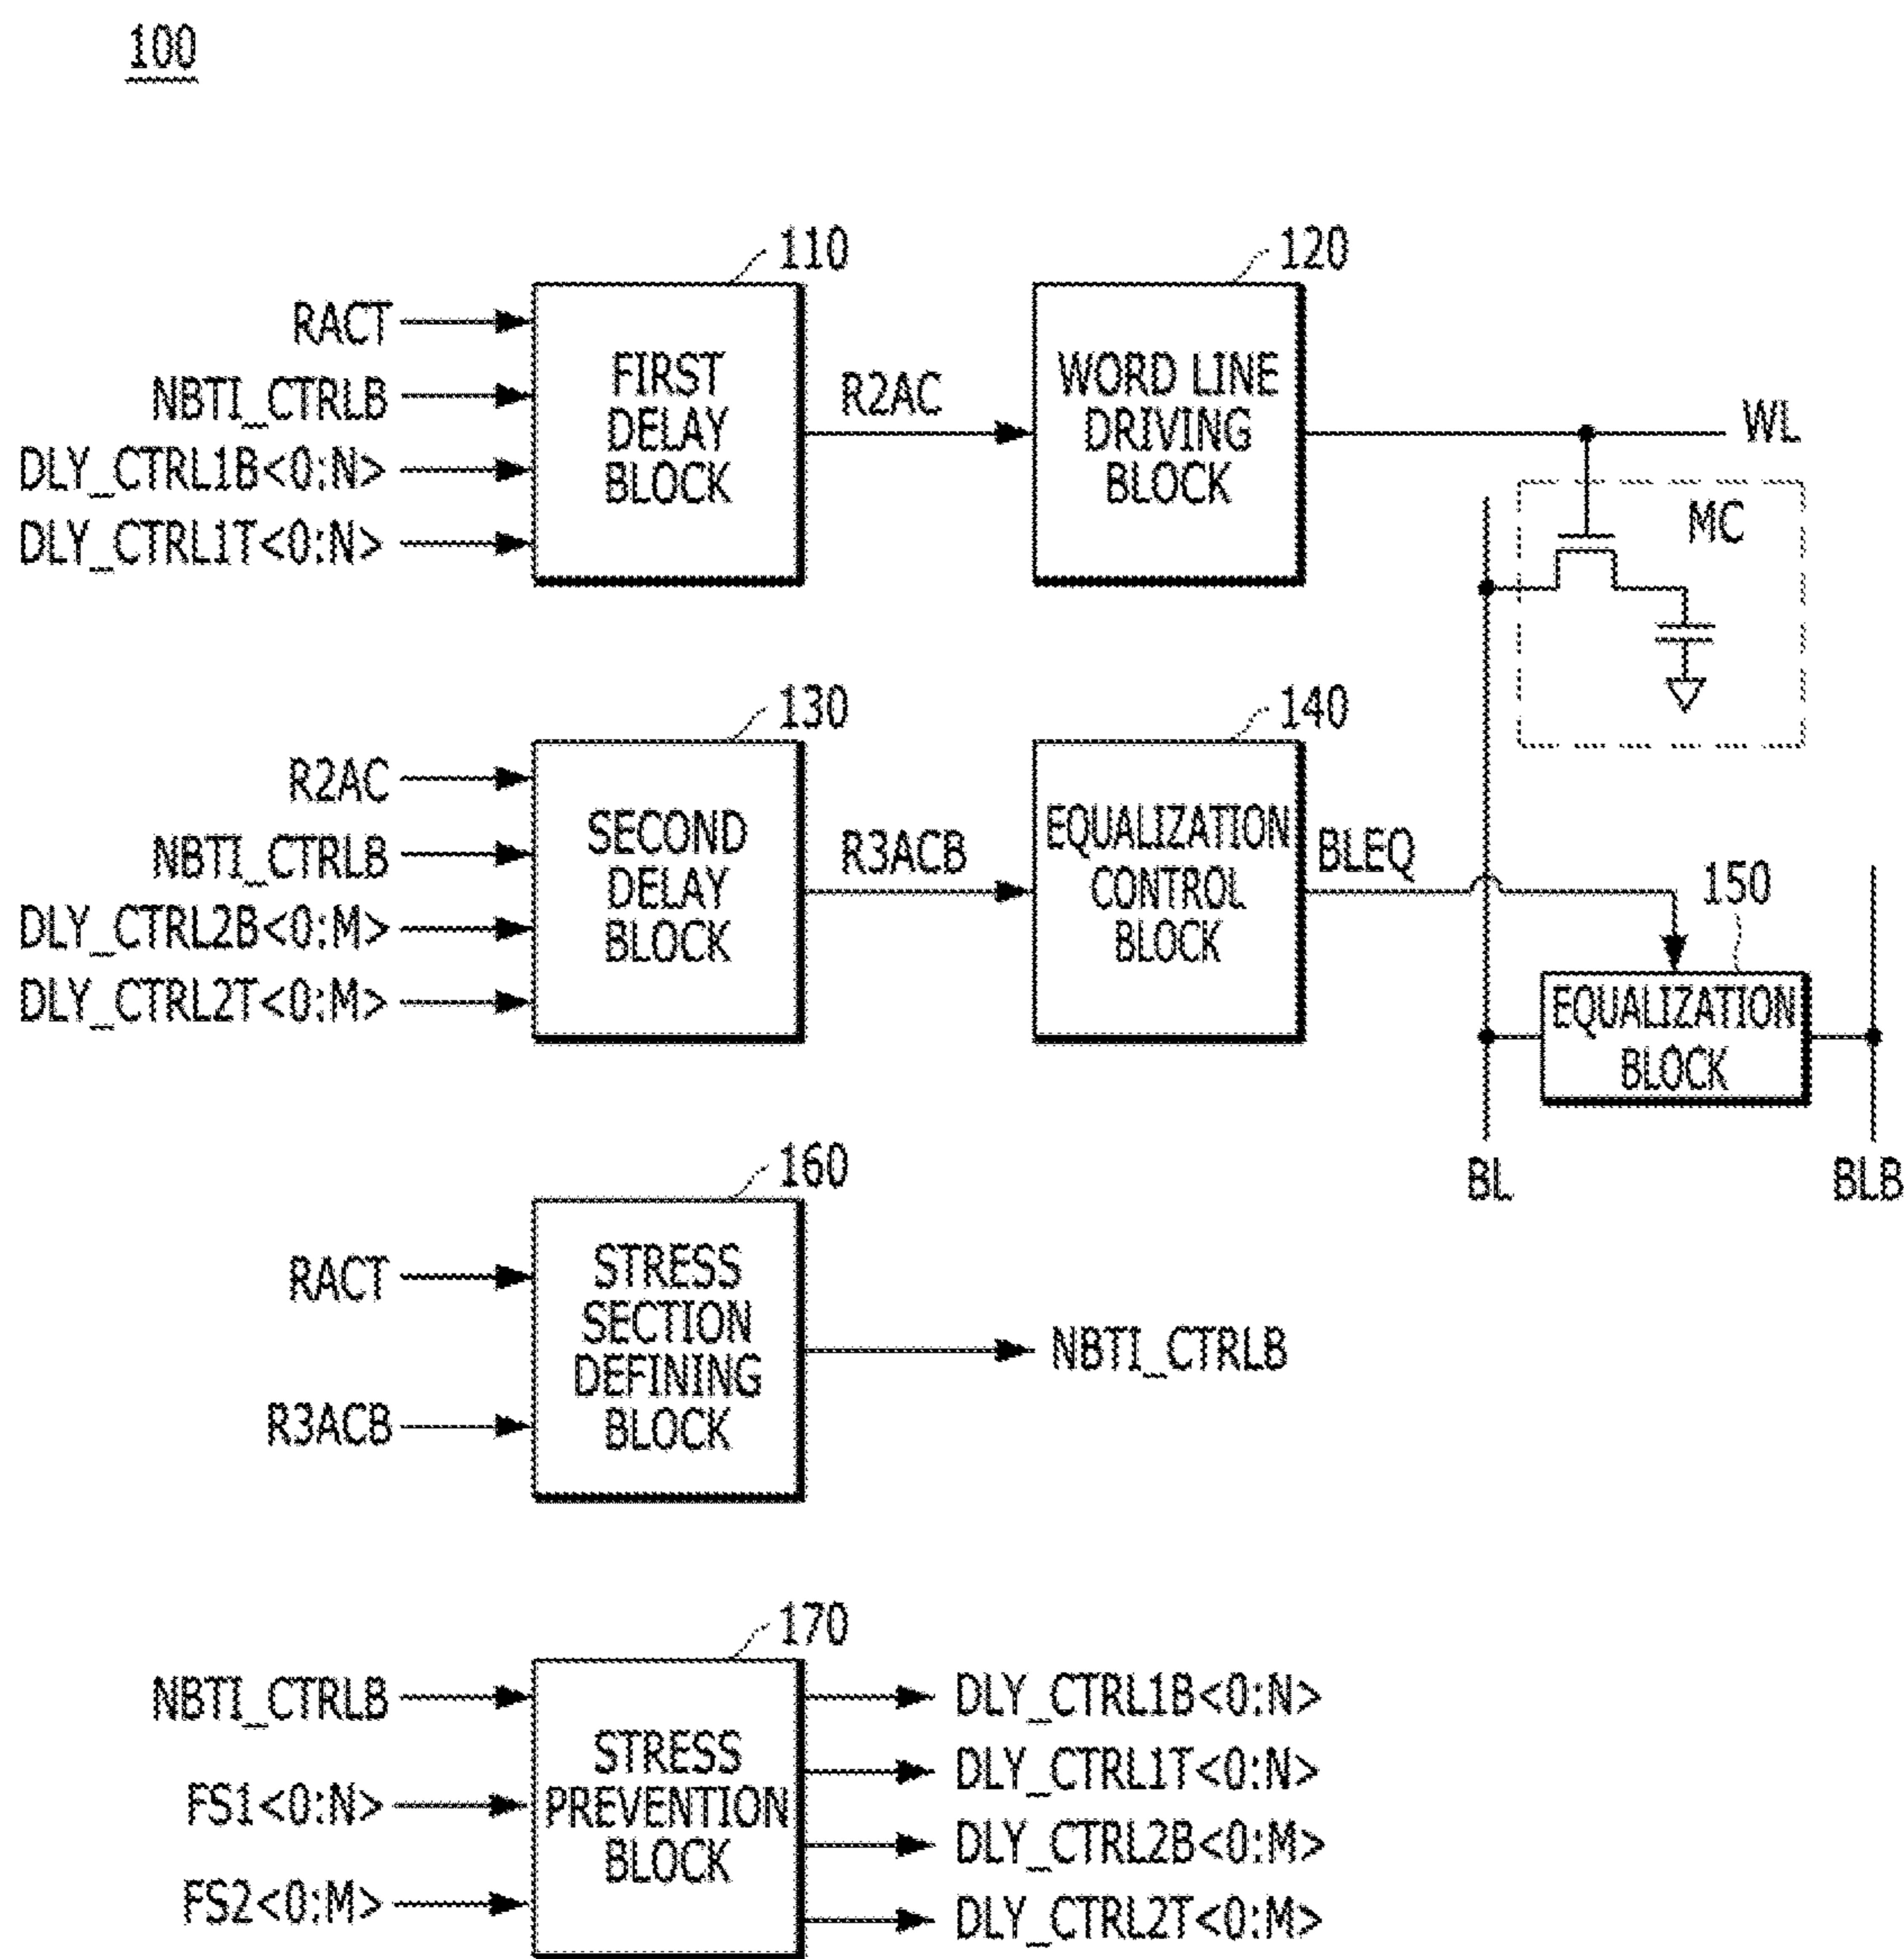 100
110
120
RACT
NBTI_CTRLB
DLY_CTRL1B<0:N>
DLY_CTRL1T<0:N>
FIRST
DELAY
BLOCK
R2AC
WORD LINE
DRIVING
BLOCK
WL
MC
130
140
R2AC
NBTI_CTRLB
DLY_CTRL2B<0:M>
DLY_CTRL2T<0:M>
SECOND
DELAY
BLOCK
R3ACB
EQUALIZATION
CONTROL
BLOCK
BLEQ
150
EQUALIZATION
BLOCK
BL
BLB
160
RACT
R3ACB
STRESS
SECTION
DEFINING
BLOCK
NBTI_CTRLB
170
NBTI_CTRLB
FS1<0:N>
FS2<0:M>
STRESS
PREVENTION
BLOCK
DLY_CTRL1B<0:N>
DLY_CTRL1T<0:N>
DLY_CTRL2B<0:M>
DLY_CTRL2T<0:M>